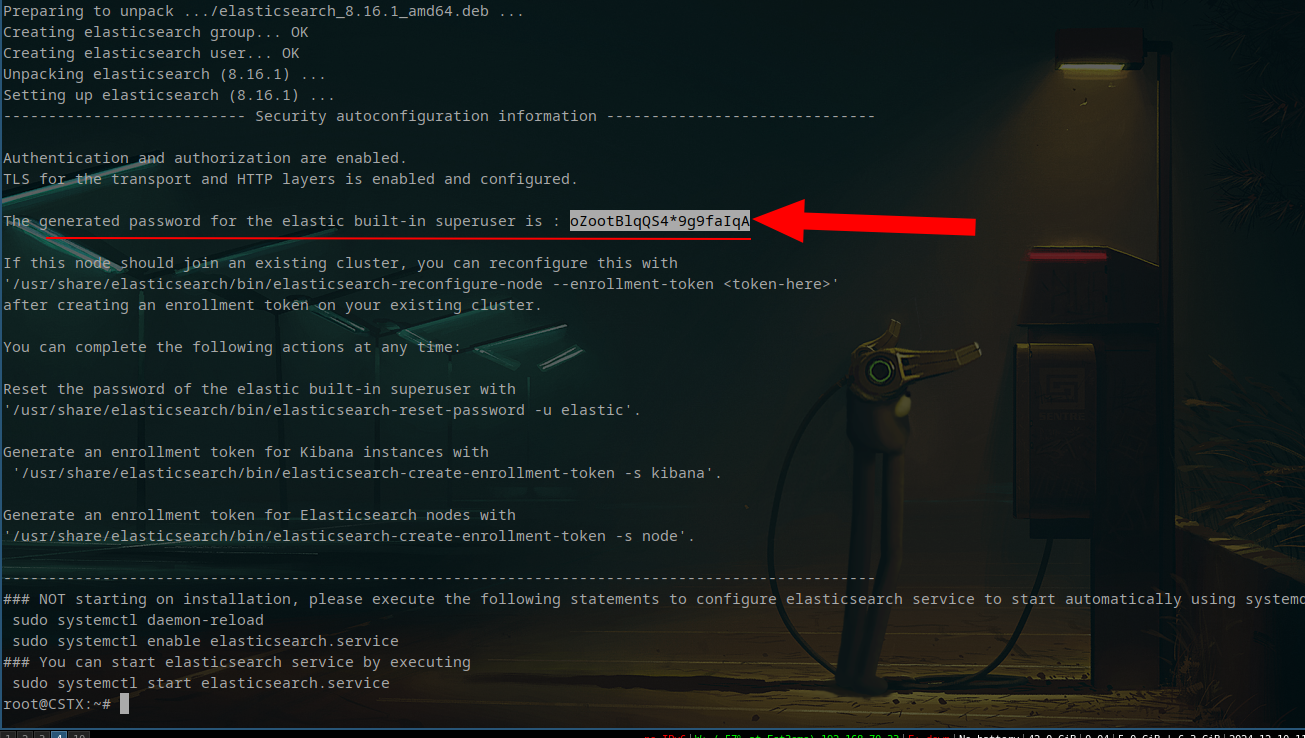 Preparing to unpack .../elasticsearch_8.16.1_amd64.deb ...
Creating elasticsearch group... OK
Creating elasticsearch user... OK
Unpacking elasticsearch (8.16.1) ...
Setting up elasticsearch (8.16.1) ...
--------------------------- Security autoconfiguration information ------------------------------
Authentication and authorization are enabled.
TLS for the transport and HTTP layers is enabled and configured.
The generated password for the elastic built-in superuser is : oZootBlqQS4*9g9faIqA
If this node should join an existing cluster, you can reconfigure this with
'/usr/share/elasticsearch/bin/elasticsearch-reconfigure-node --enrollment-token <token-here>'
after creating an enrollment token on your existing cluster.
You can complete the following actions at any time:
Reset the password of the elastic built-in superuser with
'/usr/share/elasticsearch/bin/elasticsearch-reset-password -u elastic'.
Generate an enrollment token for Kibana instances with
'/usr/share/elasticsearch/bin/elasticsearch-create-enrollment-token -s kibana'.
Generate an enrollment token for Elasticsearch nodes with
'/usr/share/elasticsearch/bin/elasticsearch-create-enrollment-token -s node'.
-------------------------------------------------------------------------------------------------
### NOT starting on installation, please execute the following statements to configure elasticsearch service to start automatically using
sudo systemctl daemon-reload
sudo systemctl enable elasticsearch.service
### You can start elasticsearch service by executing
sudo systemctl start elasticsearch.service
root@CSTX:~#